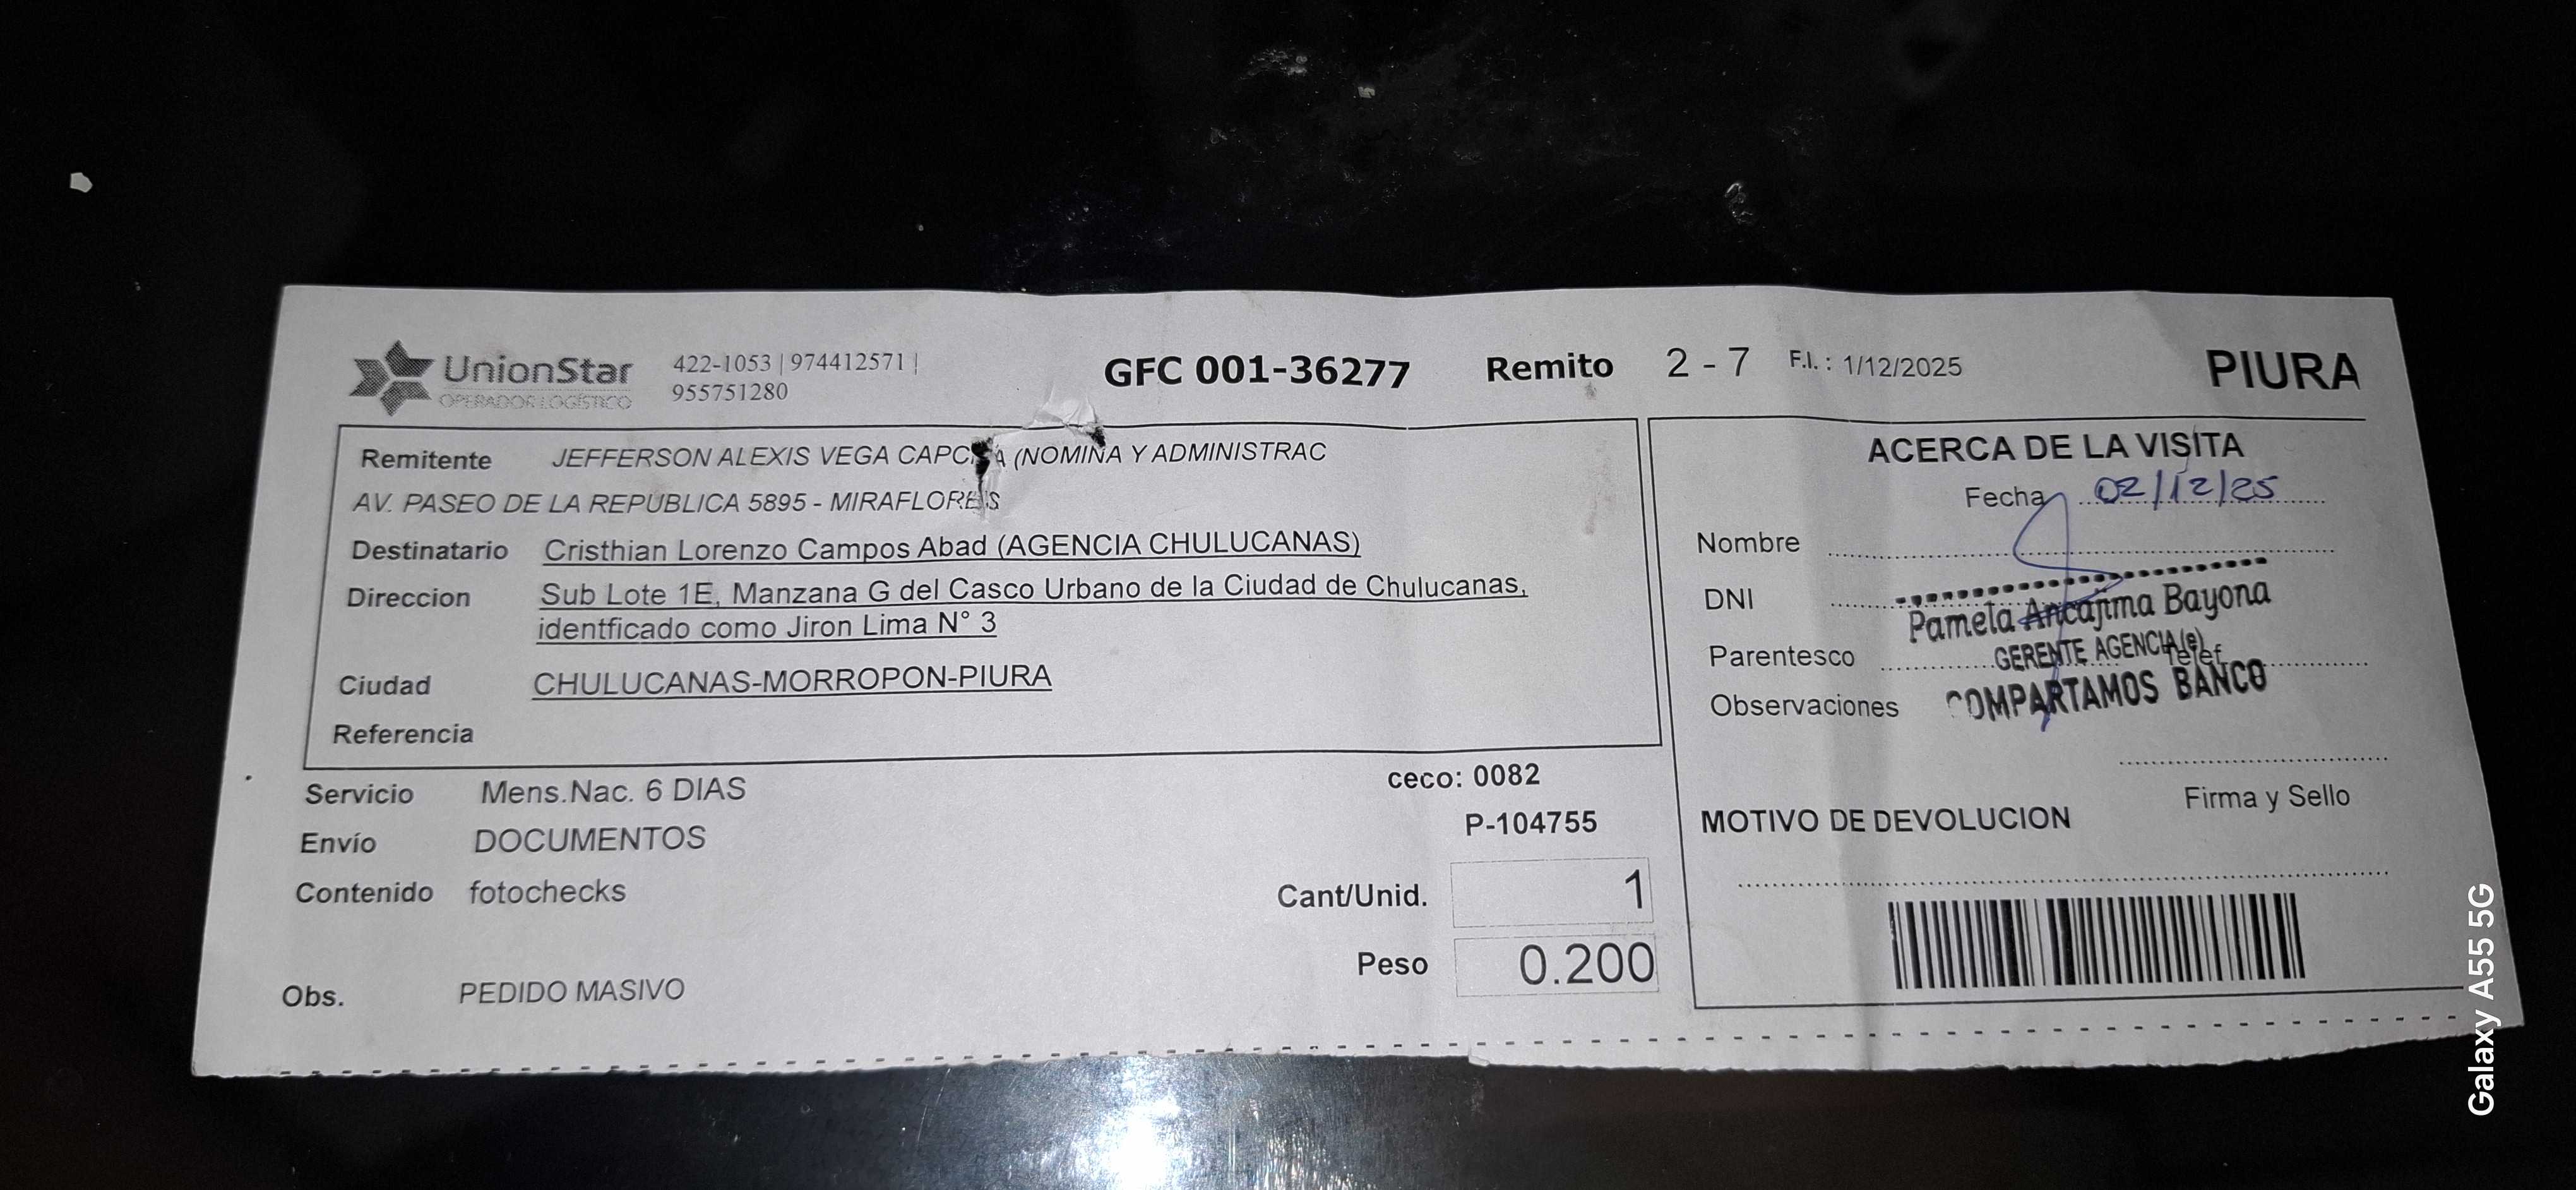 UnionStar
OPERADOR LOGÍSTICO
422-1053 | 974412571 |
955751280
GFC 001-36277
Remito 2 - 7
F.I. : 1/12/2025
PIURA
Remitente JEFFERSON ALEXIS VEGA (NOMINA Y ADMINISTRAC
AV. PASEO DE LA REPUBLICA 5895 - MIRAFLORES
Destinatario Cristhian Lorenzo Campos Abad (AGENCIA CHULUCANAS)
Direccion Sub Lote 1E, Manzana G del Casco Urbano de la Ciudad de Chulucanas,
identficado como Jiron Lima N° 3
Ciudad CHULUCANAS-MORROPON-PIURA
Referencia
Servicio Mens.Nac. 6 DIAS
Envío DOCUMENTOS
Contenido fotochecks
Obs. PEDIDO MASIVO
ceco: 0082
P-104755
Cant/Unid. 1
Peso 0.200
ACERCA DE LA VISITA
Fecha 02/12/25
Nombre
DNI
Pamela Ancajima Bayona
Parentesco
GERENTE AGENCIA(e)
Telef.
Observaciones
COMPARTAMOS BANCO
Firma y Sello
MOTIVO DE DEVOLUCION
Galaxy A55 5G